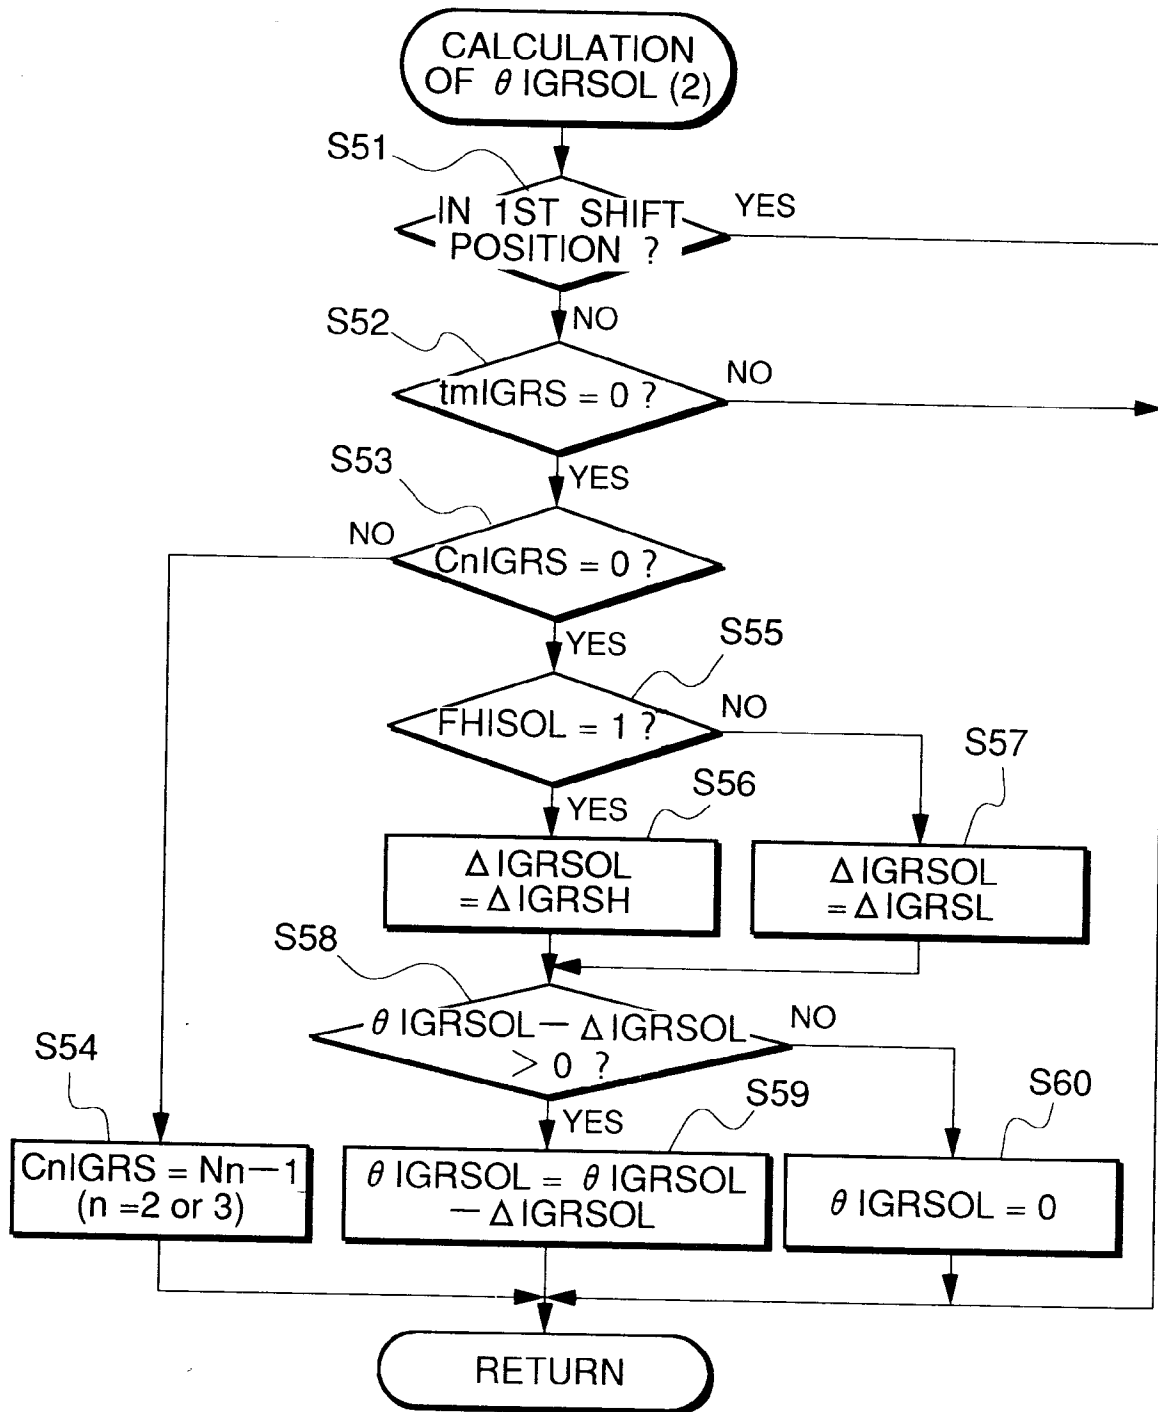 CALCULATION
OF θ IGRSOL (2)
S51
IN 1ST SHIFT
POSITION ?
YES
NO
S52
tmIGRS = 0 ?
NO
YES
S53
NO
CnIGRS = 0 ?
YES
S55
FHISOL = 1 ?
NO
YES
S56
S57
Δ IGRSOL
= Δ IGRSH
Δ IGRSOL
= Δ IGRSL
S58
θ IGRSOL — Δ IGRSOL
> 0 ?
NO
YES
S54
S59
S60
CnIGRS = Nn—1
(n =2 or 3)
θ IGRSOL = θ IGRSOL
— Δ IGRSOL
θ IGRSOL = 0
RETURN